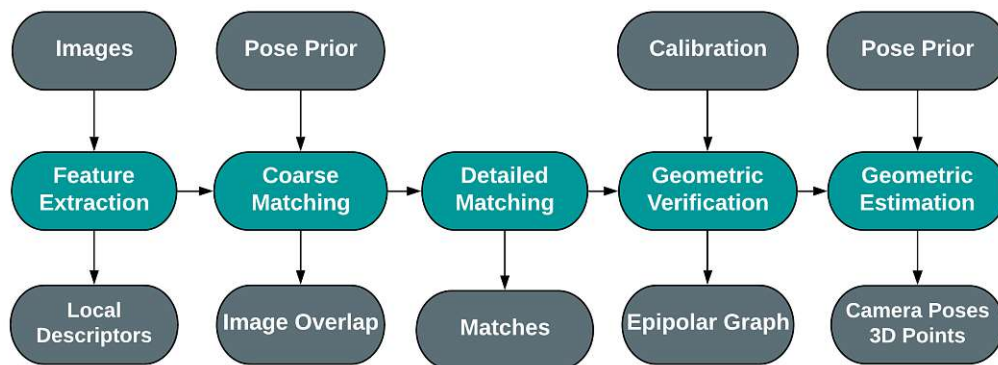 Images
Pose Prior
Calibration
Pose Prior
Feature
Extraction
Coarse
Matching
Detailed
Matching
Geometric
Verification
Geometric
Estimation
Local
Descriptors
Image Overlap
Matches
Epipolar Graph
Camera Poses
3D Points